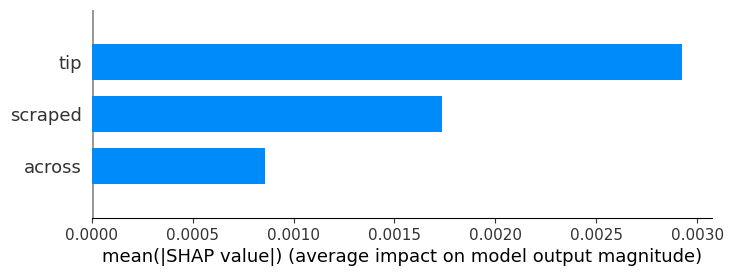 tip
scraped
across
0.0000 0.0005 0.0010 0.0015 0.0020 0.0025 0.0030
mean(|SHAP value|) (average impact on model output magnitude)